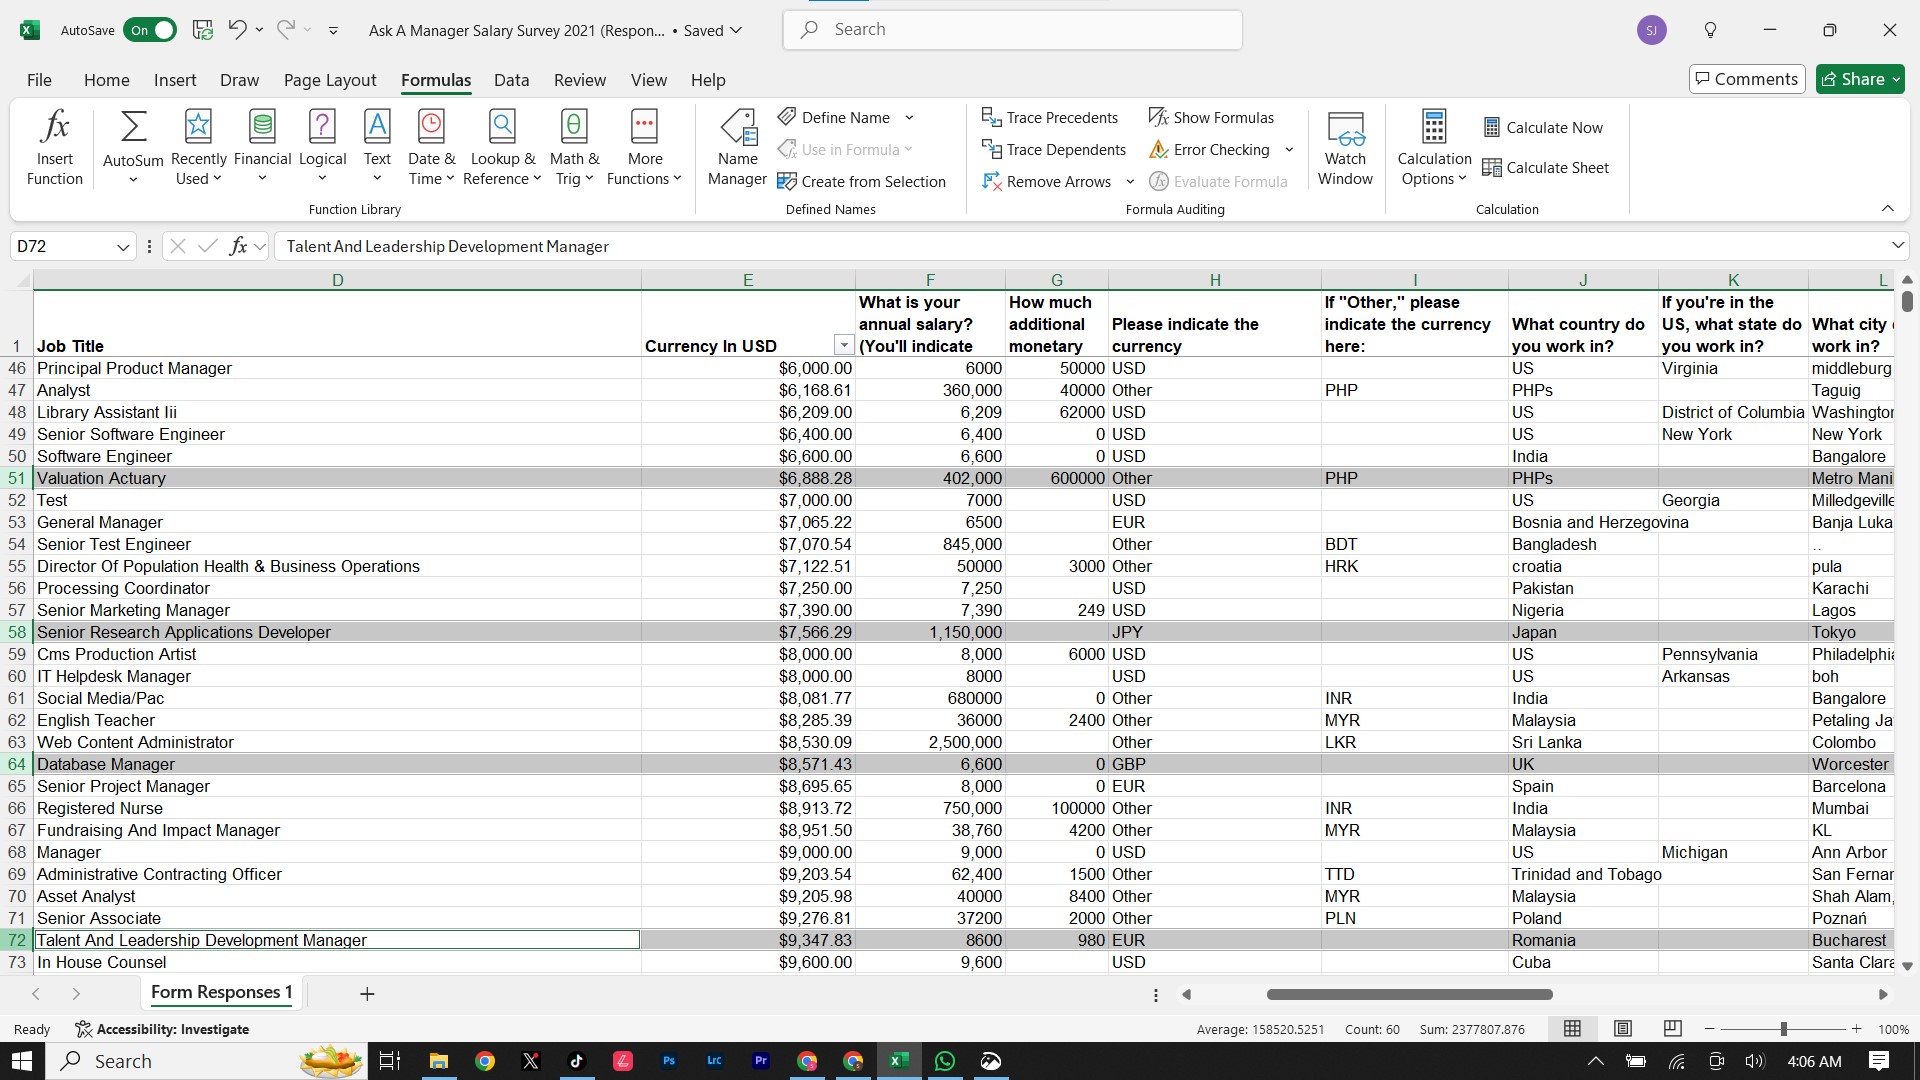 AutoSave On Ask A Manager Salary Survey 2021 (Respon... • Saved Search SJ
File Home Insert Draw Page Layout Formulas Data Review View Help Comments Share
Insert Function AutoSum Recently Used Financial Logical Text Date & Time Lookup & Reference Math & Trig More Functions
Function Library
Name Manager Define Name Use in Formula Create from Selection
Defined Names
Trace Precedents Trace Dependents Remove Arrows Show Formulas Error Checking Evaluate Formula
Formula Auditing
Watch Window
Calculation Options Calculate Now Calculate Sheet
Calculation
D72 fx Talent And Leadership Development Manager
D E F G H I J K L
1 Job Title Currency In USD What is your annual salary? (You'll indicate How much additional monetary Please indicate the currency If "Other," please indicate the currency here: What country do you work in? If you're in the US, what state do you work in? What city work in?
46 Principal Product Manager $6,000.00 6000 50000 USD US Virginia middleburg
47 Analyst $6,168.61 360,000 40000 Other PHP PHPs Taguig
48 Library Assistant Iii $6,209.00 6,209 62000 USD US District of Columbia Washington
49 Senior Software Engineer $6,400.00 6,400 0 USD US New York New York
50 Software Engineer $6,600.00 6,600 0 USD India Bangalore
51 Valuation Actuary $6,888.28 402,000 600000 Other PHP PHPs Metro Mani
52 Test $7,000.00 7000 USD US Georgia Milledgeville
53 General Manager $7,065.22 6500 EUR Bosnia and Herzegovina Banja Luka
54 Senior Test Engineer $7,070.54 845,000 Other BDT Bangladesh ..
55 Director Of Population Health & Business Operations $7,122.51 50000 3000 Other HRK croatia pula
56 Processing Coordinator $7,250.00 7,250 USD Pakistan Karachi
57 Senior Marketing Manager $7,390.00 7,390 249 USD Nigeria Lagos
58 Senior Research Applications Developer $7,566.29 1,150,000 JPY Japan Tokyo
59 Cms Production Artist $8,000.00 8,000 6000 USD US Pennsylvania Philadelphia
60 IT Helpdesk Manager $8,000.00 8000 USD US Arkansas boh
61 Social Media/Pac $8,081.77 680000 0 Other INR India Bangalore
62 English Teacher $8,285.39 36000 2400 Other MYR Malaysia Petaling Ja
63 Web Content Administrator $8,530.09 2,500,000 Other LKR Sri Lanka Colombo
64 Database Manager $8,571.43 6,600 0 GBP UK Worcester
65 Senior Project Manager $8,695.65 8,000 0 EUR Spain Barcelona
66 Registered Nurse $8,913.72 750,000 100000 Other INR India Mumbai
67 Fundraising And Impact Manager $8,951.50 38,760 4200 Other MYR Malaysia KL
68 Manager $9,000.00 9,000 0 USD US Michigan Ann Arbor
69 Administrative Contracting Officer $9,203.54 62,400 1500 Other TTD Trinidad and Tobago San Fernar
70 Asset Analyst $9,205.98 40000 8400 Other MYR Malaysia Shah Alam,
71 Senior Associate $9,276.81 37200 2000 Other PLN Poland Poznań
72 Talent And Leadership Development Manager $9,347.83 8600 980 EUR Romania Bucharest
73 In House Counsel $9,600.00 9,600 USD Cuba Santa Clara
Form Responses 1
Ready Accessibility: Investigate Average: 158520.5251 Count: 60 Sum: 2377807.876 100%
Search Ps LrC Pr 4:06 AM